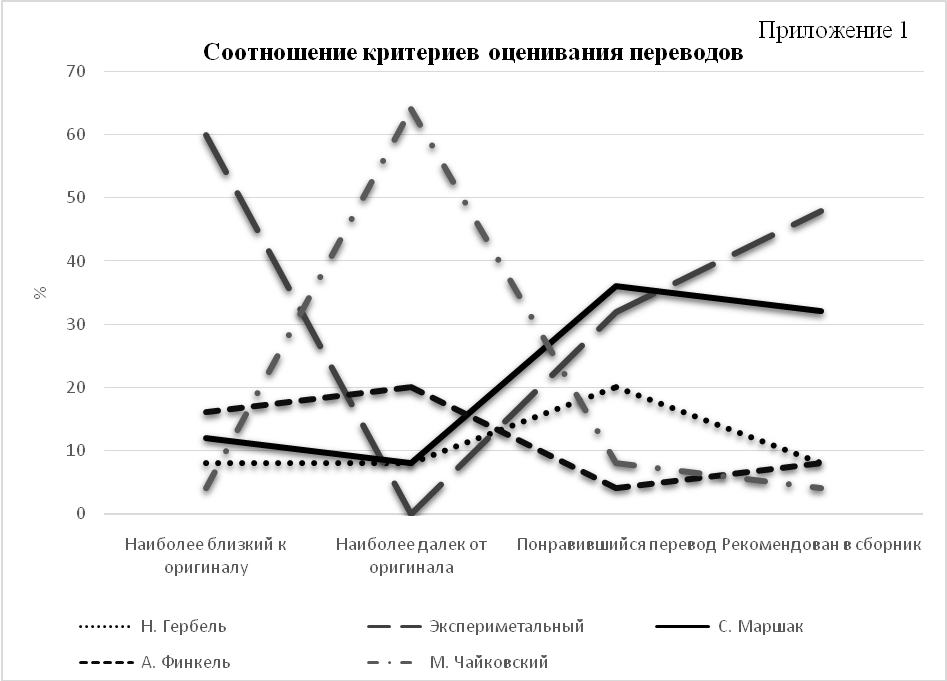 Приложение 1
Соотношение критериев оценивания переводов
70
60
50
40
30
20
10
0
%
Наиболее близкий к
оригиналу
Наиболее далек от
оригинала
Понравившийся перевод
Рекомендован в сборник
Н. Гербель
Экспериметальный
С. Маршак
А. Финкель
М. Чайковский